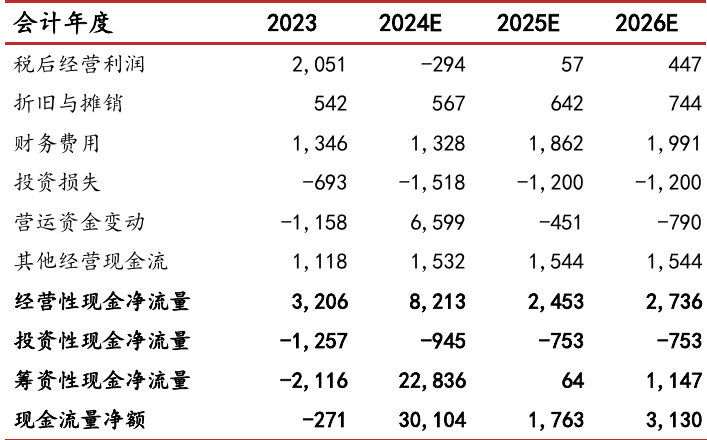 会计年度 2023 2024E 2025E 2026E
税后经营利润 2,051 -294 57 447
折旧与摊销 542 567 642 744
财务费用 1,346 1,328 1,862 1,991
投资损失 -693 -1,518 -1,200 -1,200
营运资金变动 -1,158 6,599 -451 -790
其他经营现金流 1,118 1,532 1,544 1,544
经营性现金净流量 3,206 8,213 2,453 2,736
投资性现金净流量 -1,257 -945 -753 -753
筹资性现金净流量 -2,116 22,836 64 1,147
现金流量净额 -271 30,104 1,763 3,130